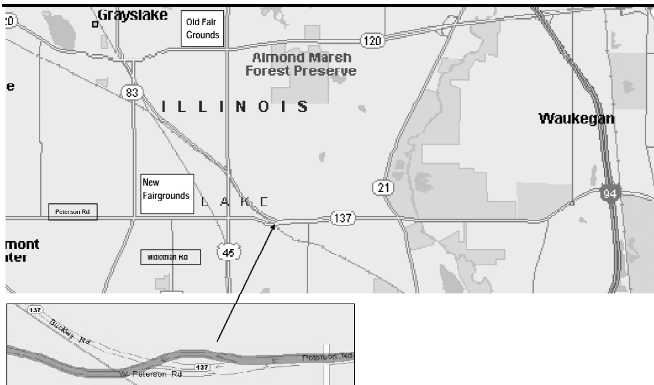 Grayslake
Old Fair
Grounds
120
Almond Marsh
Forest Preserve
83
ILLINOIS
Waukegan
New
Fairgrounds
LAKE
21
94
Peterson Rd
137
45
137
Buckley Rd
137
Peterson Rd
W. Peterson Rd